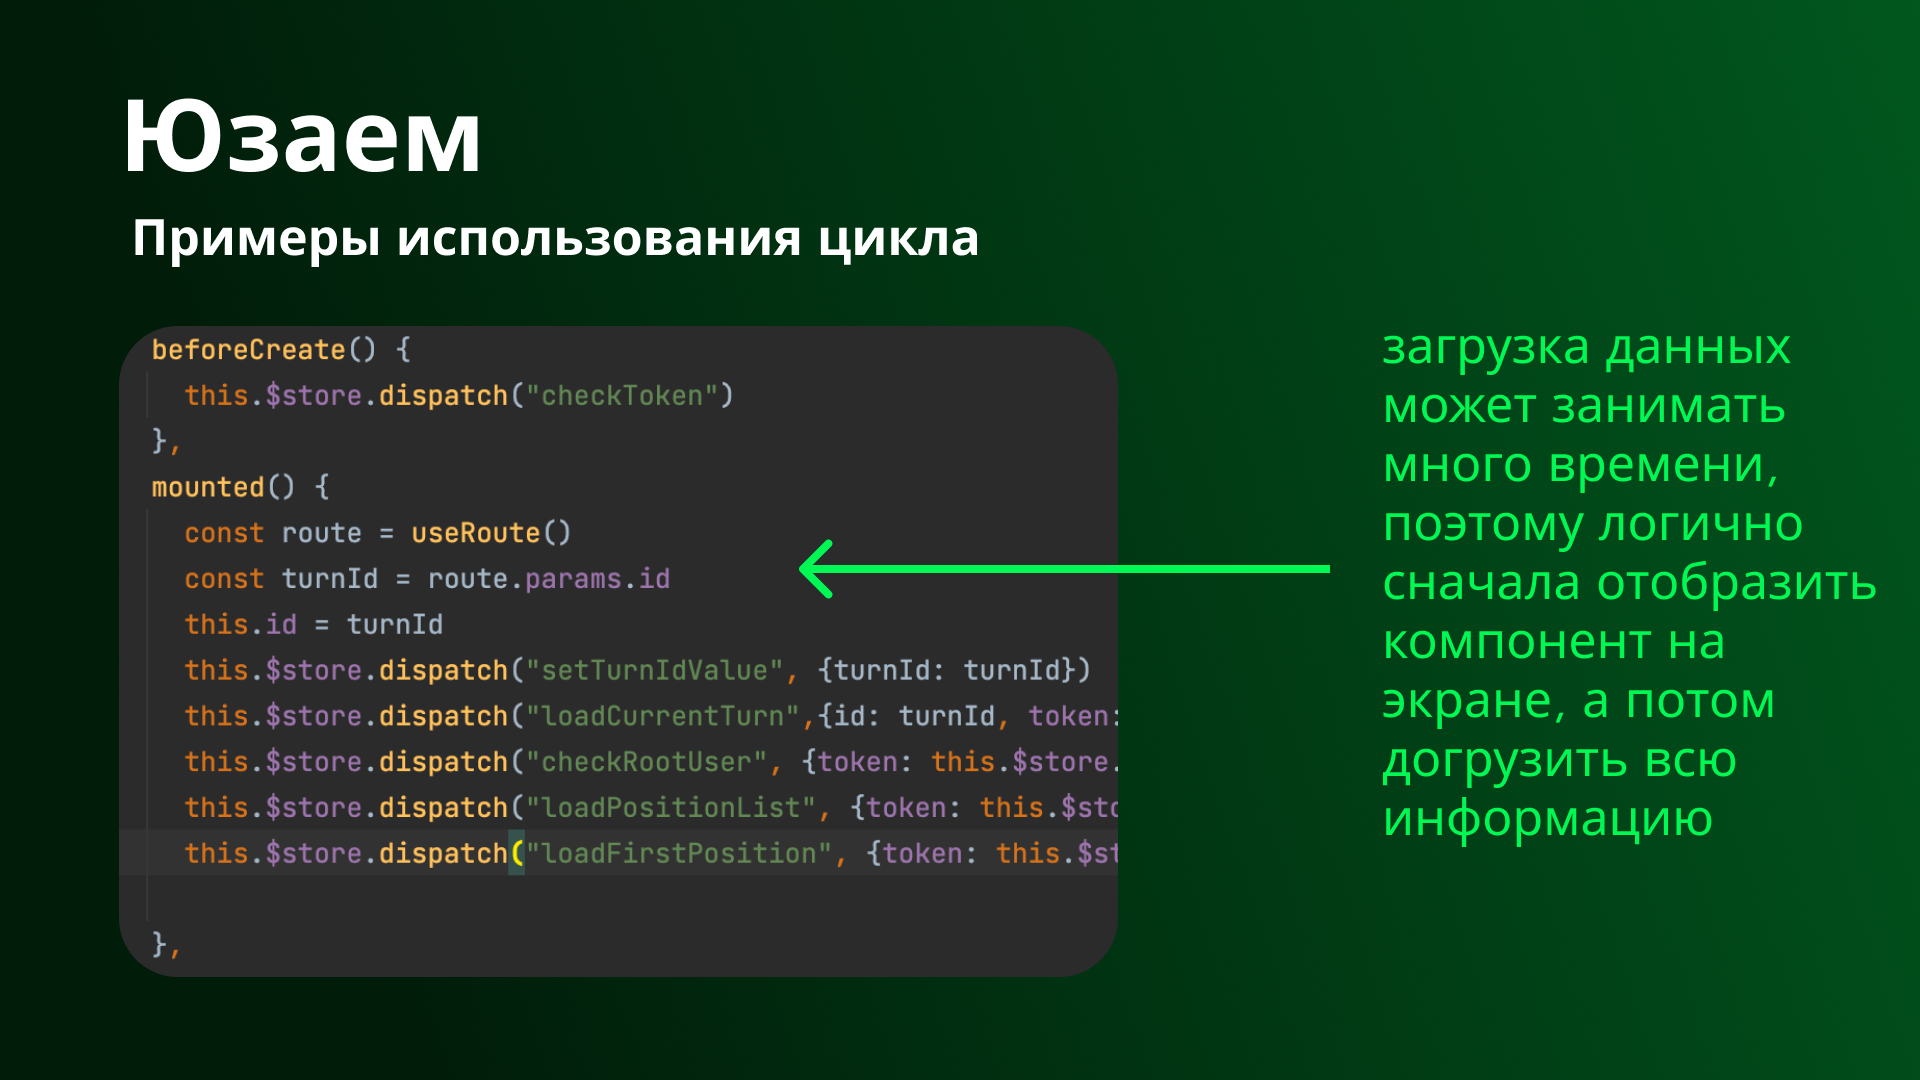 Юзаем
Примеры использования цикла
beforeCreate() {
this.$store.dispatch("checkToken")
},
mounted() {
const route = useRoute()
const turnId = route.params.id
this.id = turnId
this.$store.dispatch("setTurnIdValue", {turnId: turnId})
this.$store.dispatch("loadCurrentTurn",{id: turnId, token:
this.$store.dispatch("checkRootUser", {token: this.$store.
this.$store.dispatch("loadPositionList", {token: this.$sto
this.$store.dispatch("loadFirstPosition", {token: this.$st
},
загрузка данных
может занимать
много времени,
поэтому логично
сначала отобразить
компонент на
экране, а потом
догрузить всю
информацию